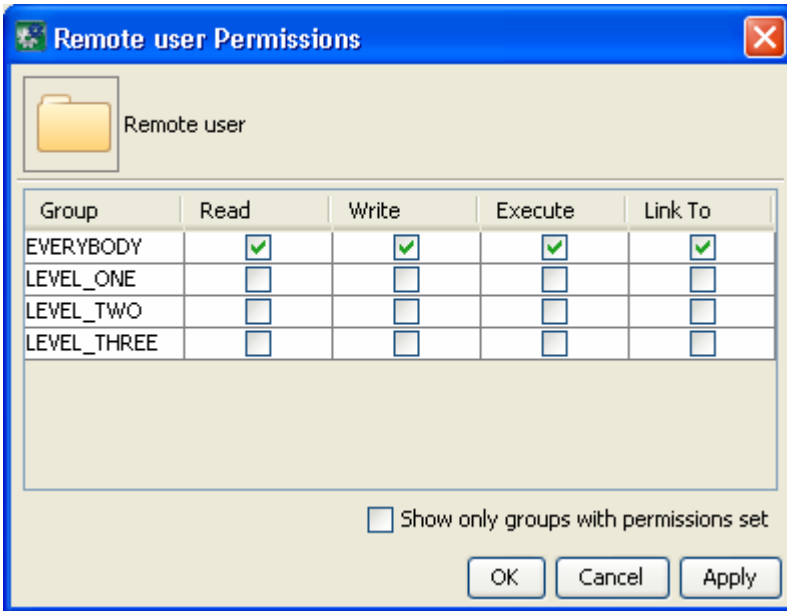 Remote user Permissions
Remote user
Group Read Write Execute Link To
EVERYBODY
LEVEL_ONE
LEVEL_TWO
LEVEL_THREE
Show only groups with permissions set
OK Cancel Apply